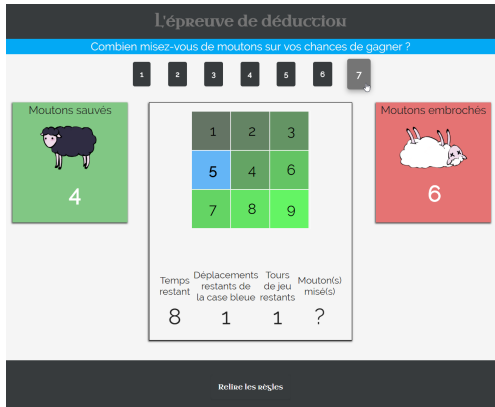 L'épreuve de déduction
Combien misez-vous de moutons sur vos chances de gagner ?
1 2 3 4 5 6 7
Moutons sauvés
4
1 2 3
5 4 6
7 8 9
Temps restant
8
Déplacements restants de la case bleue
1
Tours de jeu restants
1
Mouton(s) misé(s)
?
Moutons embrochés
6
Relire les règles